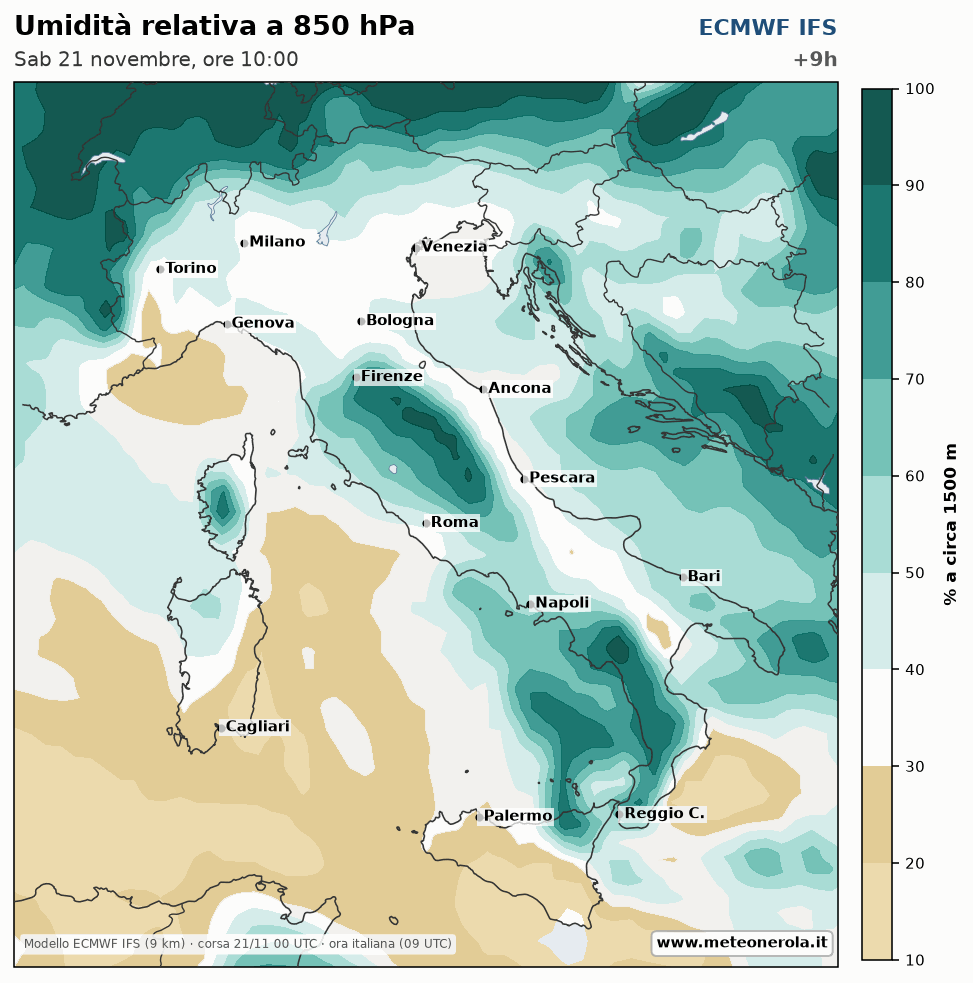 Umidità relativa a 850 hPa
ECMWF IFS
Sab 21 novembre, ore 10:00
+9h
Milano
Venezia
Torino
Genova
Bologna
Firenze
Ancona
Pescara
Roma
Bari
Napoli
Cagliari
Palermo
Reggio C.
100
90
80
70
60
50
40
30
20
10
% a circa 1500 m
Modello ECMWF IFS (9 km) · corsa 21/11 00 UTC · ora italiana (09 UTC)
www.meteonerola.it